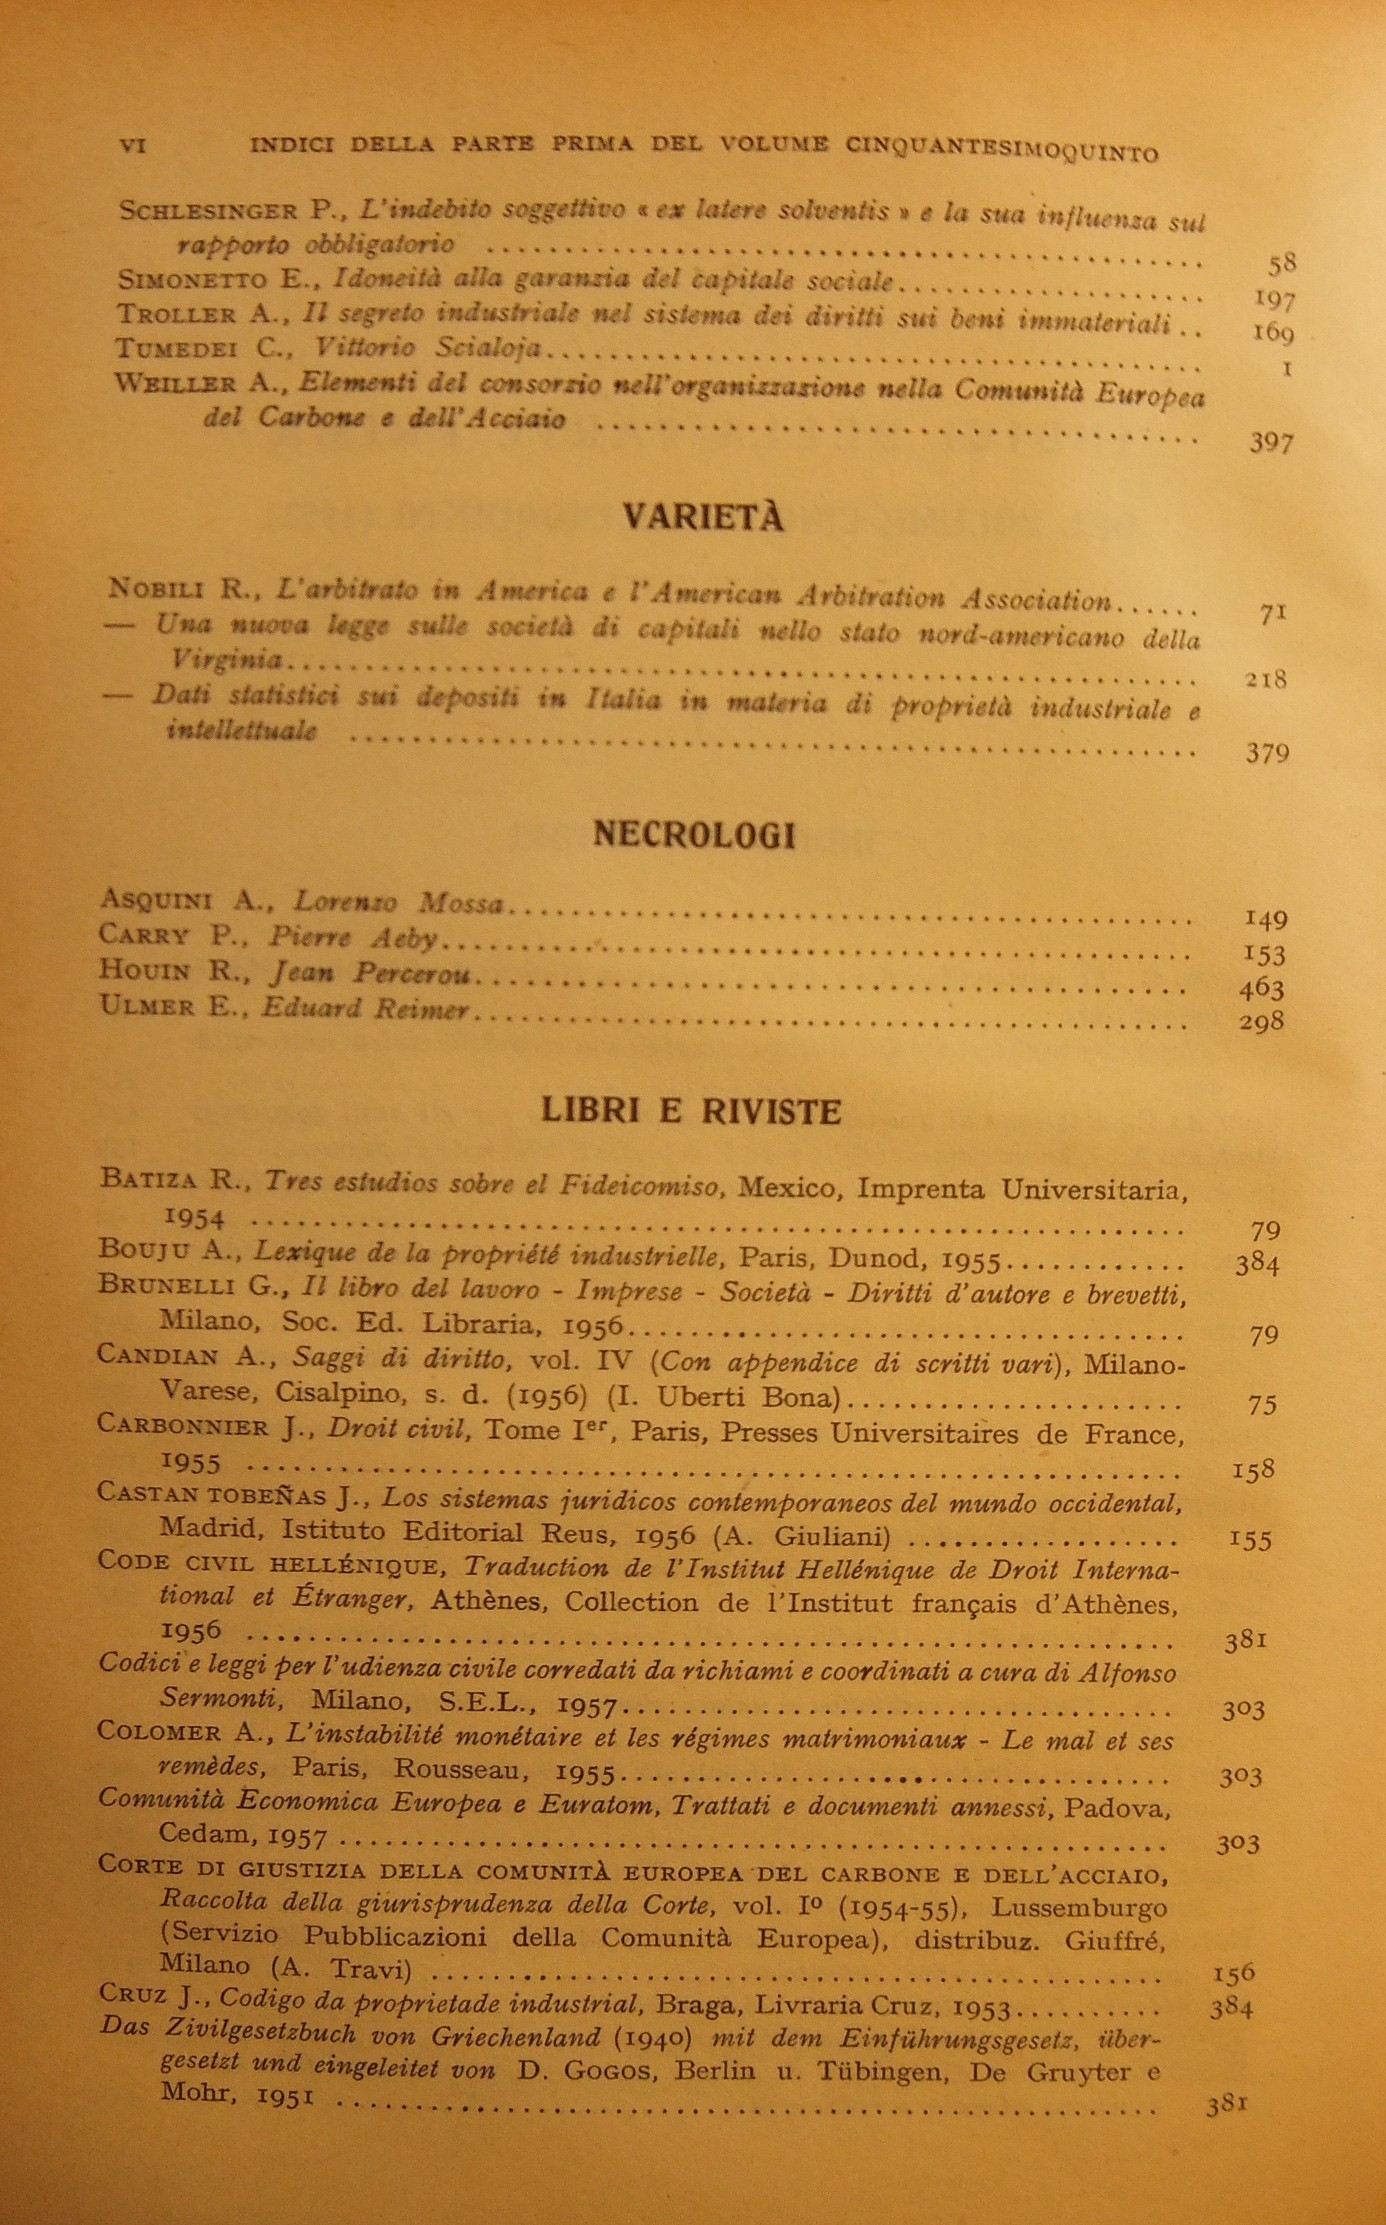 VI INDICI DELLA PARTE PRIMA DEL VOLUME CINQUANTESIMOQUINTO
SCHLESINGER P., L'indebito soggettivo « ex latere solventis » e la sua influenza sul
rapporto obbligatorio .......... 58
SIMONETTO E., Idoneità alla garanzia del capitale sociale .......... 197
TROLLER A., Il segreto industriale nel sistema dei diritti sui beni immateriali .. 169
TUMEDEI C., Vittorio Scialoja .......... 1
WEILLER A., Elementi del consorzio nell'organizzazione nella Comunità Europea
del Carbone e dell'Acciaio .......... 397
VARIETÀ
NOBILI R., L'arbitrato in America e l'American Arbitration Association ...... 71
— Una nuova legge sulle società di capitali nello stato nord-americano della
Virginia .......... 218
— Dati statistici sui depositi in Italia in materia di proprietà industriale e
intellettuale .......... 379
NECROLOGI
ASQUINI A., Lorenzo Mossa .......... 149
CARRY P., Pierre Aeby .......... 153
HOUIN R., Jean Percerou .......... 463
ULMER E., Eduard Reimer .......... 298
LIBRI E RIVISTE
BATIZA R., Tres estudios sobre el Fideicomiso, Mexico, Imprenta Universitaria,
1954 .......... 79
BOUJU A., Lexique de la propriété industrielle, Paris, Dunod, 1955 .......... 384
BRUNELLI G., Il libro del lavoro - Imprese - Società - Diritti d'autore e brevetti,
Milano, Soc. Ed. Libraria, 1956 .......... 79
CANDIAN A., Saggi di diritto, vol. IV (Con appendice di scritti vari), Milano-
Varese, Cisalpino, s. d. (1956) (I. Uberti Bona) .......... 75
CARBONNIER J., Droit civil, Tome Ier, Paris, Presses Universitaires de France,
1955 .......... 158
CASTAN TOBEÑAS J., Los sistemas juridicos contemporaneos del mundo occidental,
Madrid, Istituto Editorial Reus, 1956 (A. Giuliani) .......... 155
CODE CIVIL HELLÉNIQUE, Traduction de l'Institut Hellénique de Droit Interna-
tional et Étranger, Athènes, Collection de l'Institut français d'Athènes,
1956 .......... 381
Codici e leggi per l'udienza civile corredati da richiami e coordinati a cura di Alfonso
Sermonti, Milano, S.E.L., 1957 .......... 303
COLOMER A., L'instabilité monétaire et les régimes matrimoniaux - Le mal et ses
remèdes, Paris, Rousseau, 1955 .......... 303
Comunità Economica Europea e Euratom, Trattati e documenti annessi, Padova,
Cedam, 1957 .......... 303
CORTE DI GIUSTIZIA DELLA COMUNITÀ EUROPEA DEL CARBONE E DELL'ACCIAIO,
Raccolta della giurisprudenza della Corte, vol. Iº (1954-55), Lussemburgo
(Servizio Pubblicazioni della Comunità Europea), distribuz. Giuffré,
Milano (A. Travi) .......... 156
CRUZ J., Codigo da proprietade industrial, Braga, Livraria Cruz, 1953 .......... 384
Das Zivilgesetzbuch von Griechenland (1940) mit dem Einführungsgesetz, über-
gesetzt und eingeleitet von D. GOGOS, Berlin u. Tübingen, De Gruyter e
Mohr, 1951 .......... 381